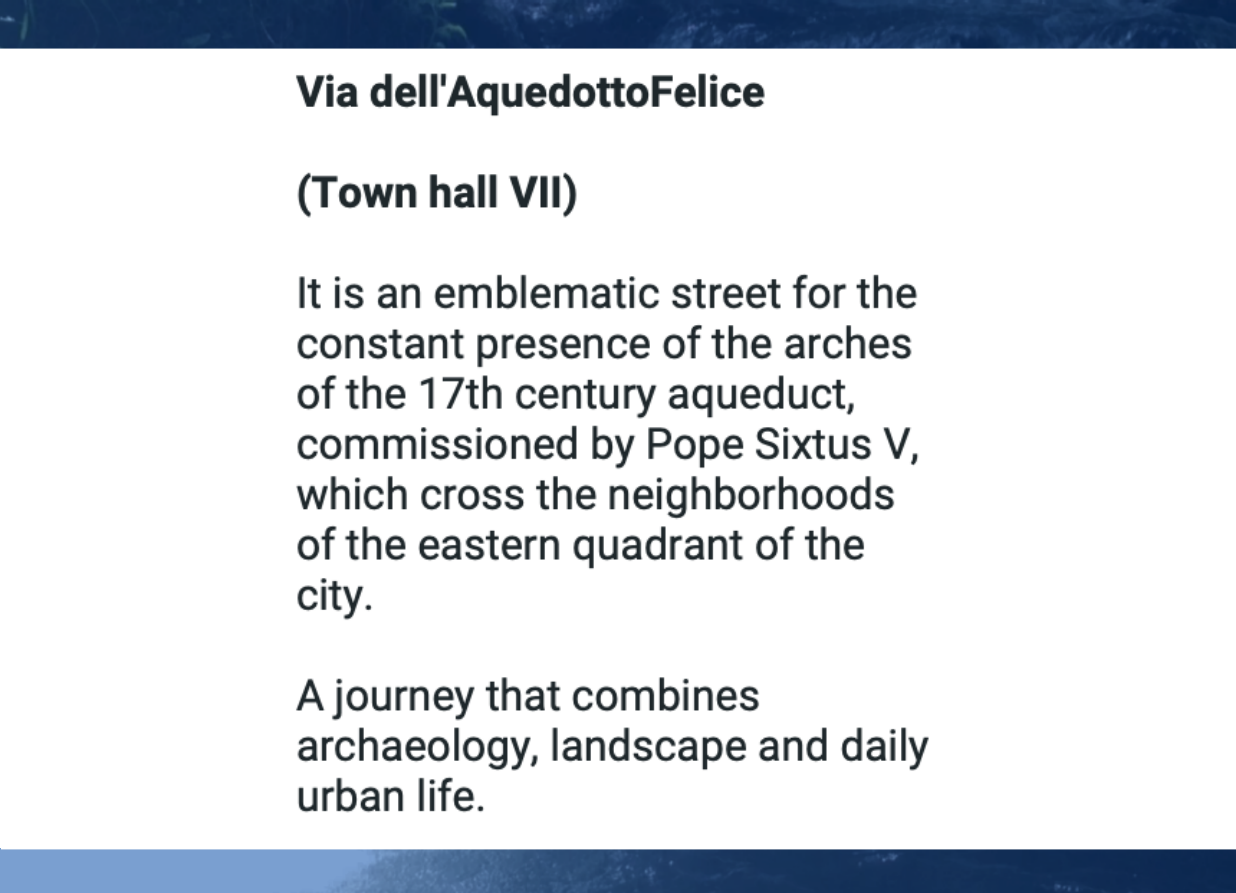 Via dell'AquedottoFelice
(Town hall VII)
It is an emblematic street for the
constant presence of the arches
of the 17th century aqueduct,
commissioned by Pope Sixtus V,
which cross the neighborhoods
of the eastern quadrant of the
city.
A journey that combines
archaeology, landscape and daily
urban life.